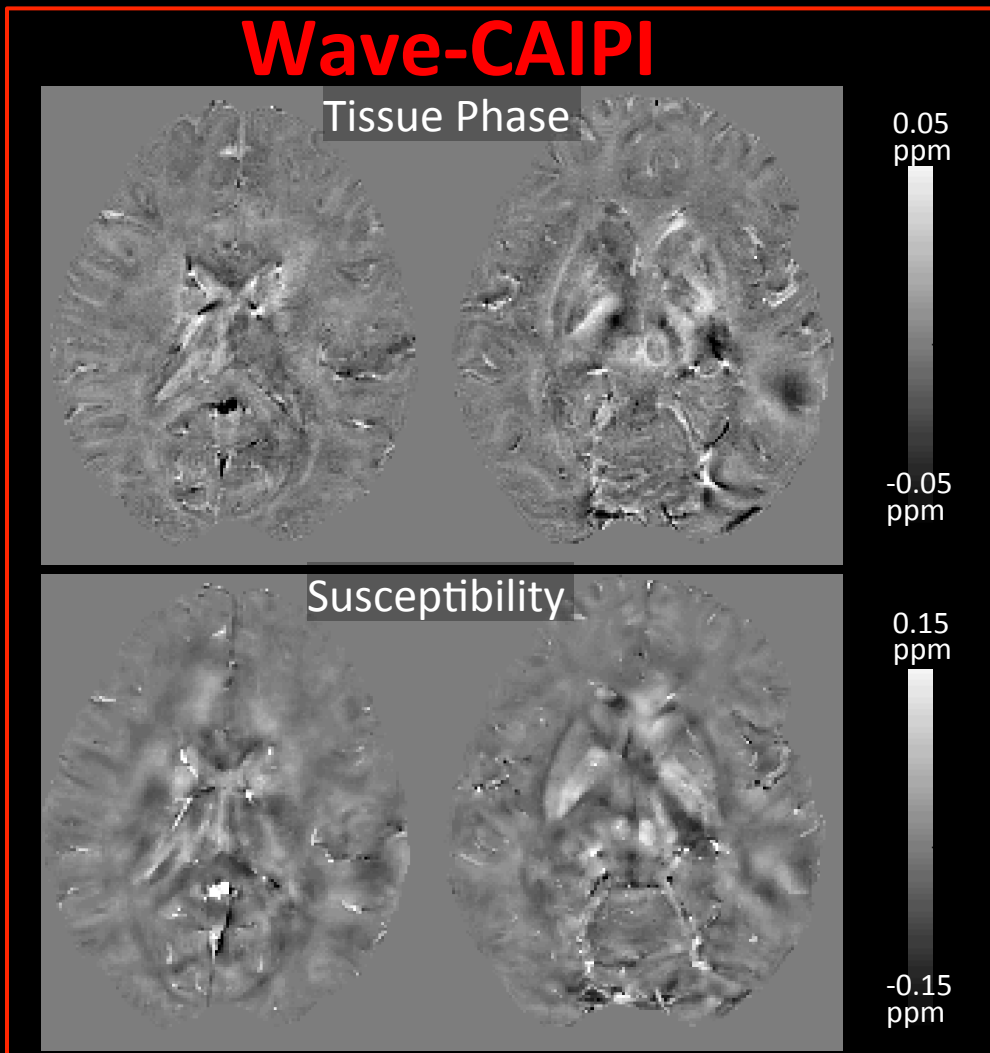 Wave-CAIPI
Tissue Phase
0.05
ppm
-0.05
ppm
Susceptibility
0.15
ppm
-0.15
ppm